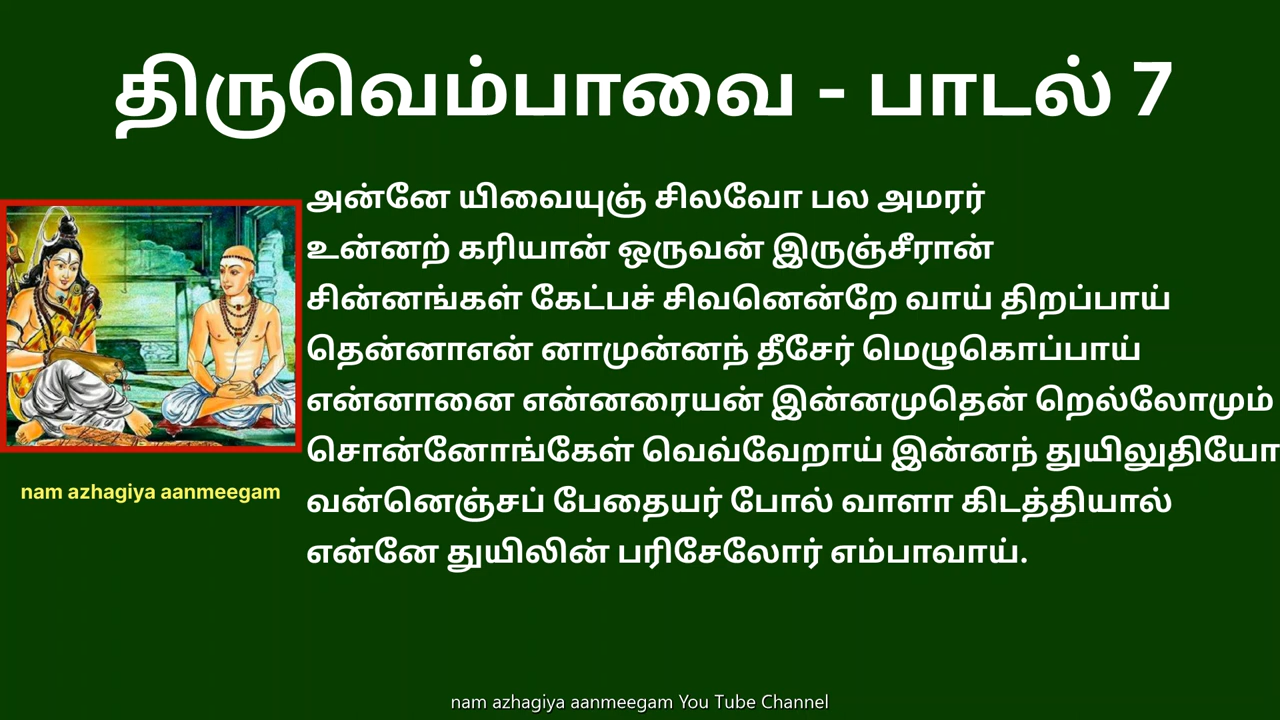 திருவெம்பாவை - பாடல் 7
அன்னே யிவையுஞ் சிலவோ பல அமரர்
உன்னற் கரியான் ஒருவன் இருஞ்சீரான்
சின்னங்கள் கேட்பச் சிவனென்றே வாய் திறப்பாய்
தென்னாஎன் னாமுன்னந் தீசேர் மெழுகொப்பாய்
என்னானை என்னரையன் இன்னமுதென் றெல்லோமும்
சொன்னோங்கேள் வெவ்வேறாய் இன்னந் துயிலுதியோ
வன்னெஞ்சப் பேதையர் போல் வாளா கிடத்தியால்
என்னே துயிலின் பரிசேலோர் எம்பாவாய்.
nam azhagiya aanmeegam
nam azhagiya aanmeegam You Tube Channel